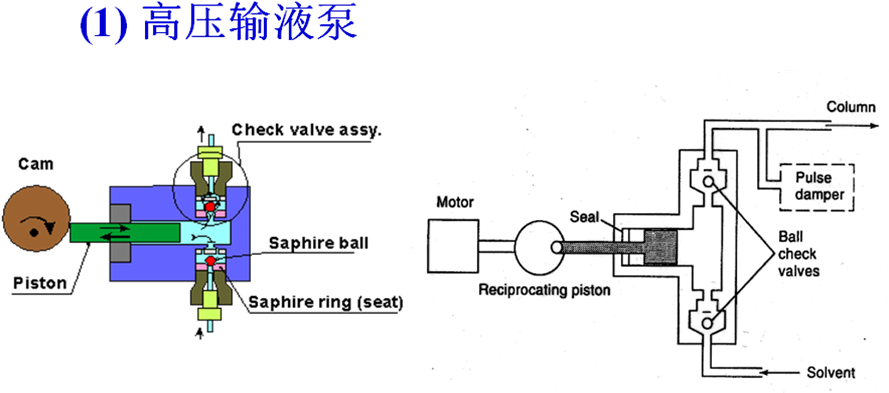 (1) 高压输液泵
Check valve assy.
Cam
Saphire ball
Piston
Saphire ring (seat)
Column
Pulse
damper
Motor
Seal
Ball
check
valves
Reciprocating piston
Solvent